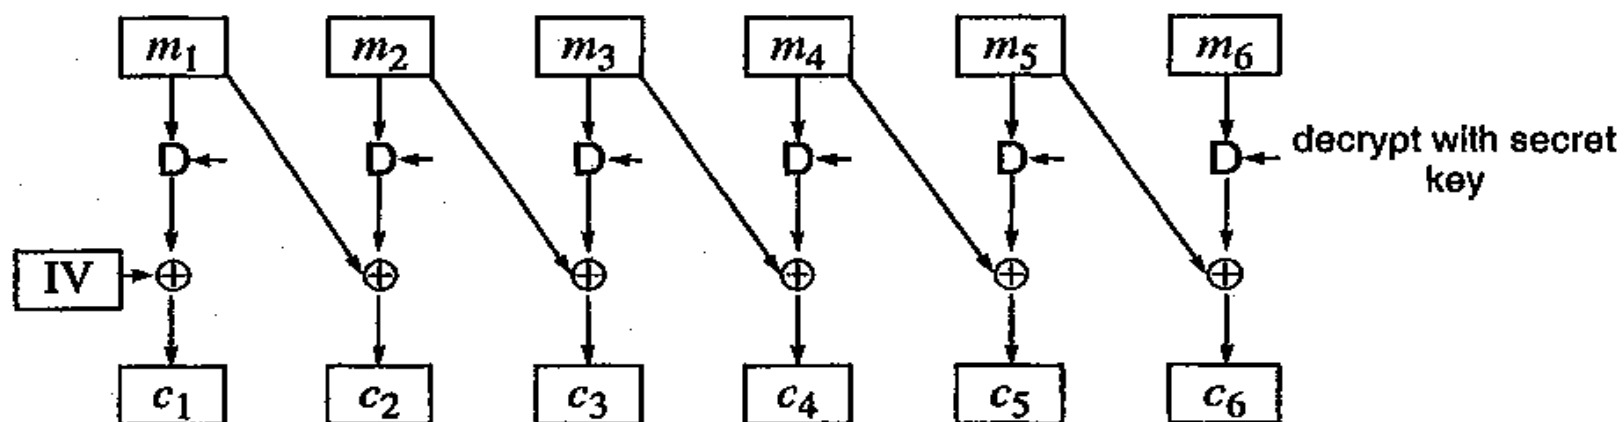 m1 m2 m3 m4 m5 m6
D D D D D D decrypt with secret
key
IV
c1 c2 c3 c4 c5 c6